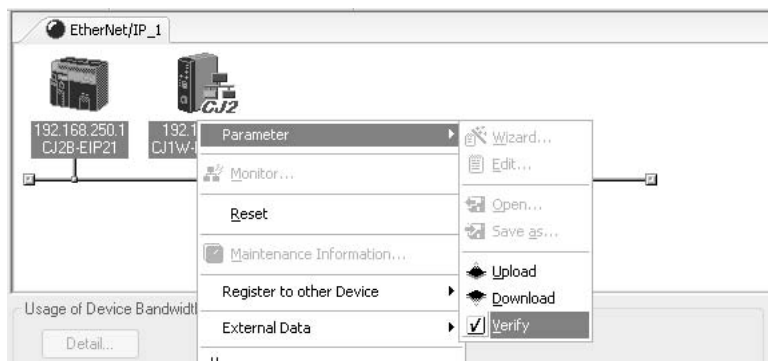 EtherNet/IP_1
CJ2
192.168.250.1
CJ2B-EIP21
192.1
CJ1W-
Parameter
Monitor...
Reset
Maintenance Information...
Register to other Device
External Data
Wizard...
Edit...
Open...
Save as...
Upload
Download
Verify
Usage of Device Bandwidth
Detail...